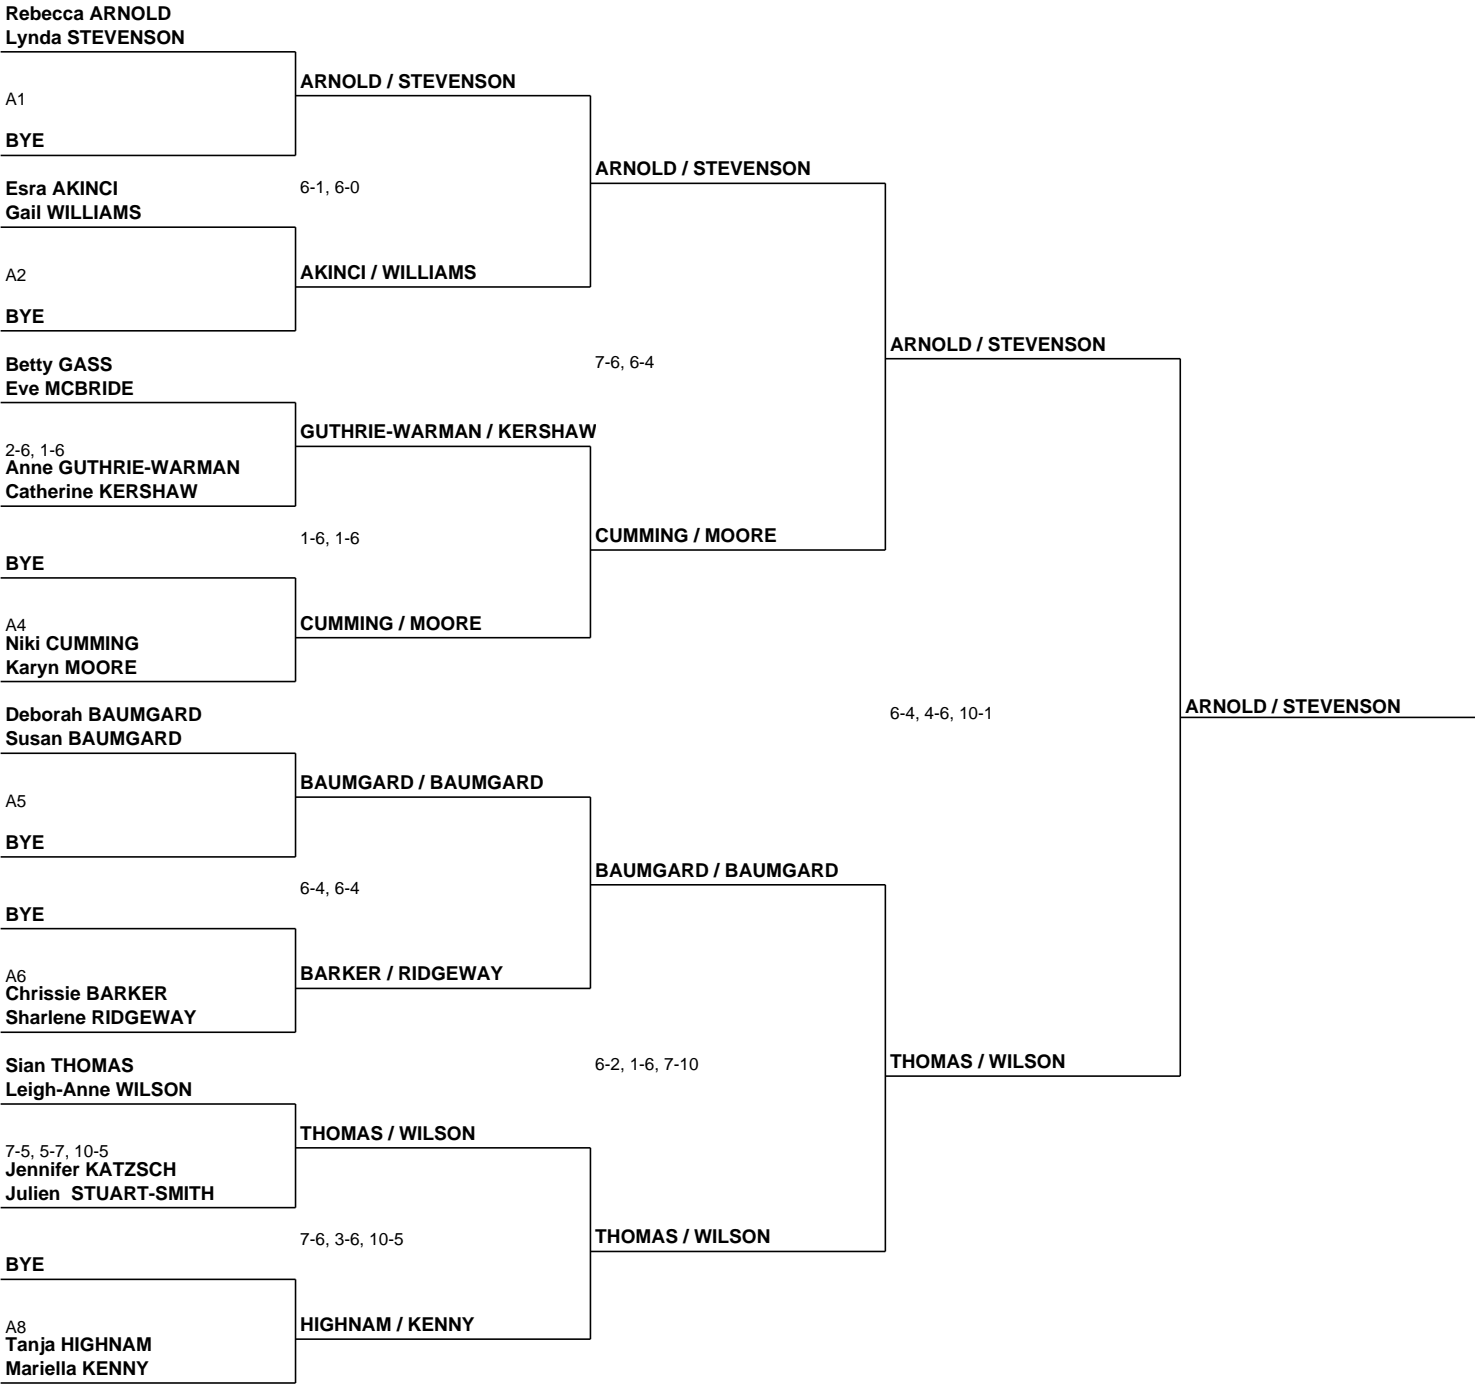 Rebecca ARNOLD
Lynda STEVENSON
A1
BYE
Esra AKINCI
Gail WILLIAMS
A2
BYE
Betty GASS
Eve MCBRIDE
2-6, 1-6
Anne GUTHRIE-WARMAN
Catherine KERSHAW
BYE
A4
Niki CUMMING
Karyn MOORE
Deborah BAUMGARD
Susan BAUMGARD
A5
BYE
BYE
A6
Chrissie BARKER
Sharlene RIDGEWAY
Sian THOMAS
Leigh-Anne WILSON
7-5, 5-7, 10-5
Jennifer KATZSCH
Julien  STUART-SMITH
BYE
A8
Tanja HIGHNAM
Mariella KENNY
ARNOLD / STEVENSON
6-1, 6-0
AKINCI / WILLIAMS
GUTHRIE-WARMAN / KERSHAW
1-6, 1-6
CUMMING / MOORE
BAUMGARD / BAUMGARD
6-4, 6-4
BARKER / RIDGEWAY
THOMAS / WILSON
7-6, 3-6, 10-5
HIGHNAM / KENNY
ARNOLD / STEVENSON
7-6, 6-4
CUMMING / MOORE
BAUMGARD / BAUMGARD
6-2, 1-6, 7-10
THOMAS / WILSON
ARNOLD / STEVENSON
6-4, 4-6, 10-1
THOMAS / WILSON
ARNOLD / STEVENSON